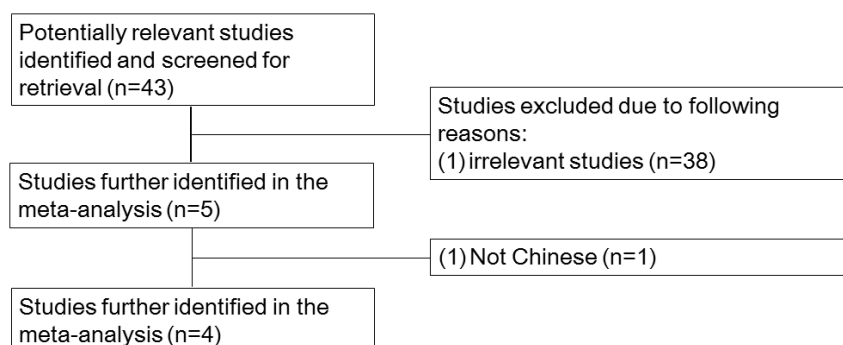 Potentially relevant studies
identified and screened for
retrieval (n=43)
Studies excluded due to following
reasons:
(1) irrelevant studies (n=38)
Studies further identified in the
meta-analysis (n=5)
(1) Not Chinese (n=1)
Studies further identified in the
meta-analysis (n=4)